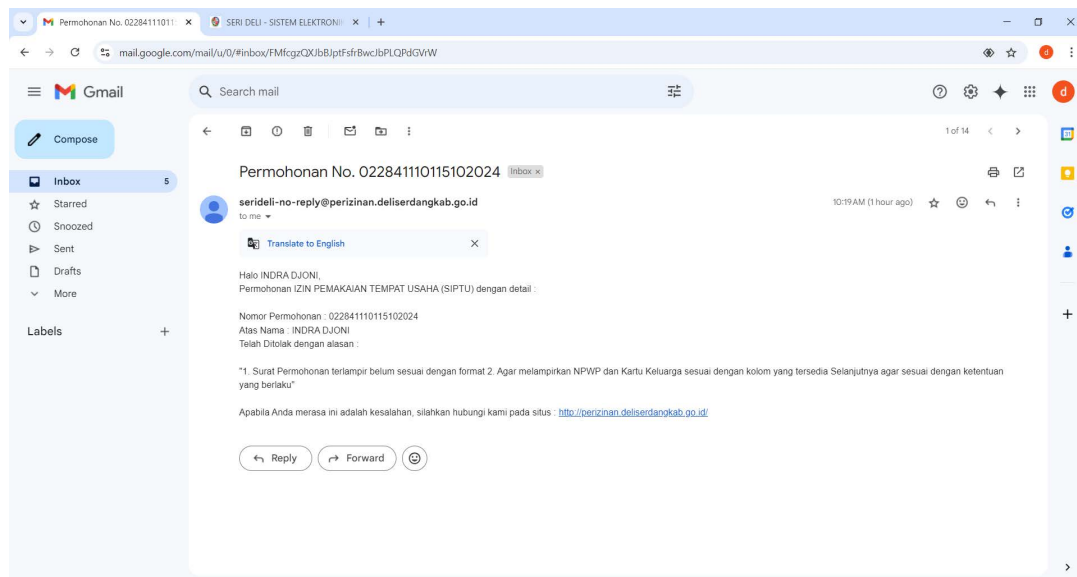 Permohonan No. 02284111011
SERI DELI - SISTEM ELEKTRONI
mail.google.com/mail/u/0/#inbox/FMfcgzQXJbBJptFsfrBwcJbPLQPdGVrW
d
Gmail
Search mail
d
Compose
1 of 14
31
Inbox 5
Starred
Snoozed
Sent
Drafts
More
Labels
Permohonan No. 022841110115102024 Inbox ×
serideli-no-reply@perizinan.deliserdangkab.go.id 10:19 AM (1 hour ago)
to me
Translate to English
Halo INDRA DJONI,
Permohonan IZIN PEMAKAIAN TEMPAT USAHA (SIPTU) dengan detail :
Nomor Permohonan : 022841110115102024
Atas Nama : INDRA DJONI
Telah Ditolak dengan alasan :
"1. Surat Permohonan terlampir belum sesuai dengan format 2. Agar melampirkan NPWP dan Kartu Keluarga sesuai dengan kolom yang tersedia Selanjutnya agar sesuai dengan ketentuan
yang berlaku"
Apabila Anda merasa ini adalah kesalahan, silahkan hubungi kami pada situs : http://perizinan.deliserdangkab.go.id/
Reply
Forward